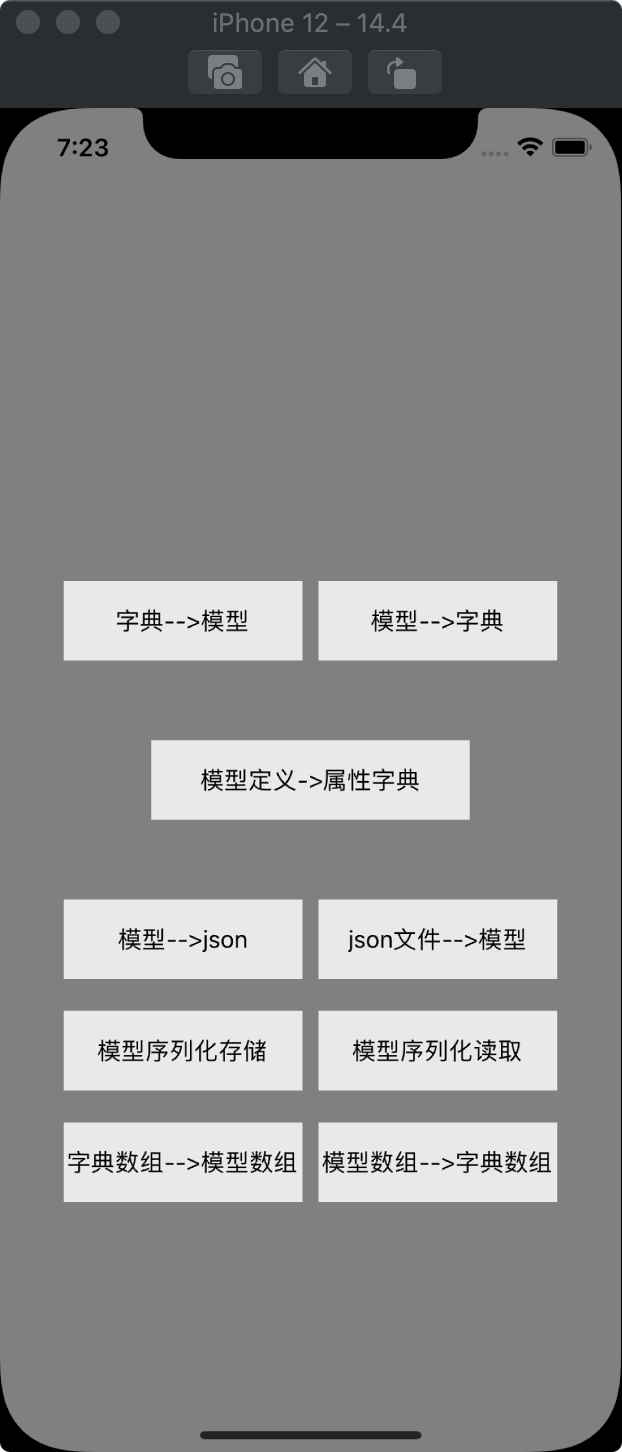 iPhone 12 – 14.4
7:23
字典-->模型
模型-->字典
模型定义->属性字典
模型-->json
json文件-->模型
模型序列化存储
模型序列化读取
字典数组-->模型数组
模型数组-->字典数组